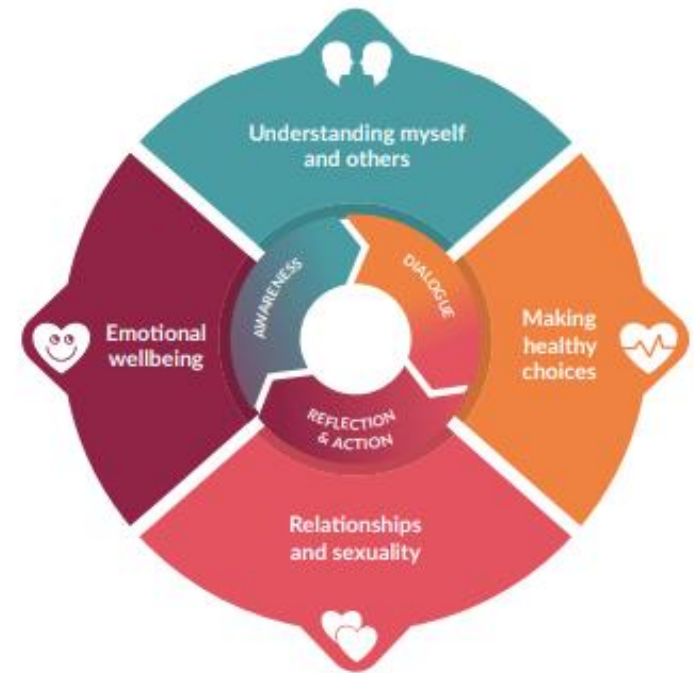 Understanding myself
and others
AWARENESS
DIALOGUE
Emotional
wellbeing
Making
healthy
choices
REFLECTION
& ACTION
Relationships
and sexuality